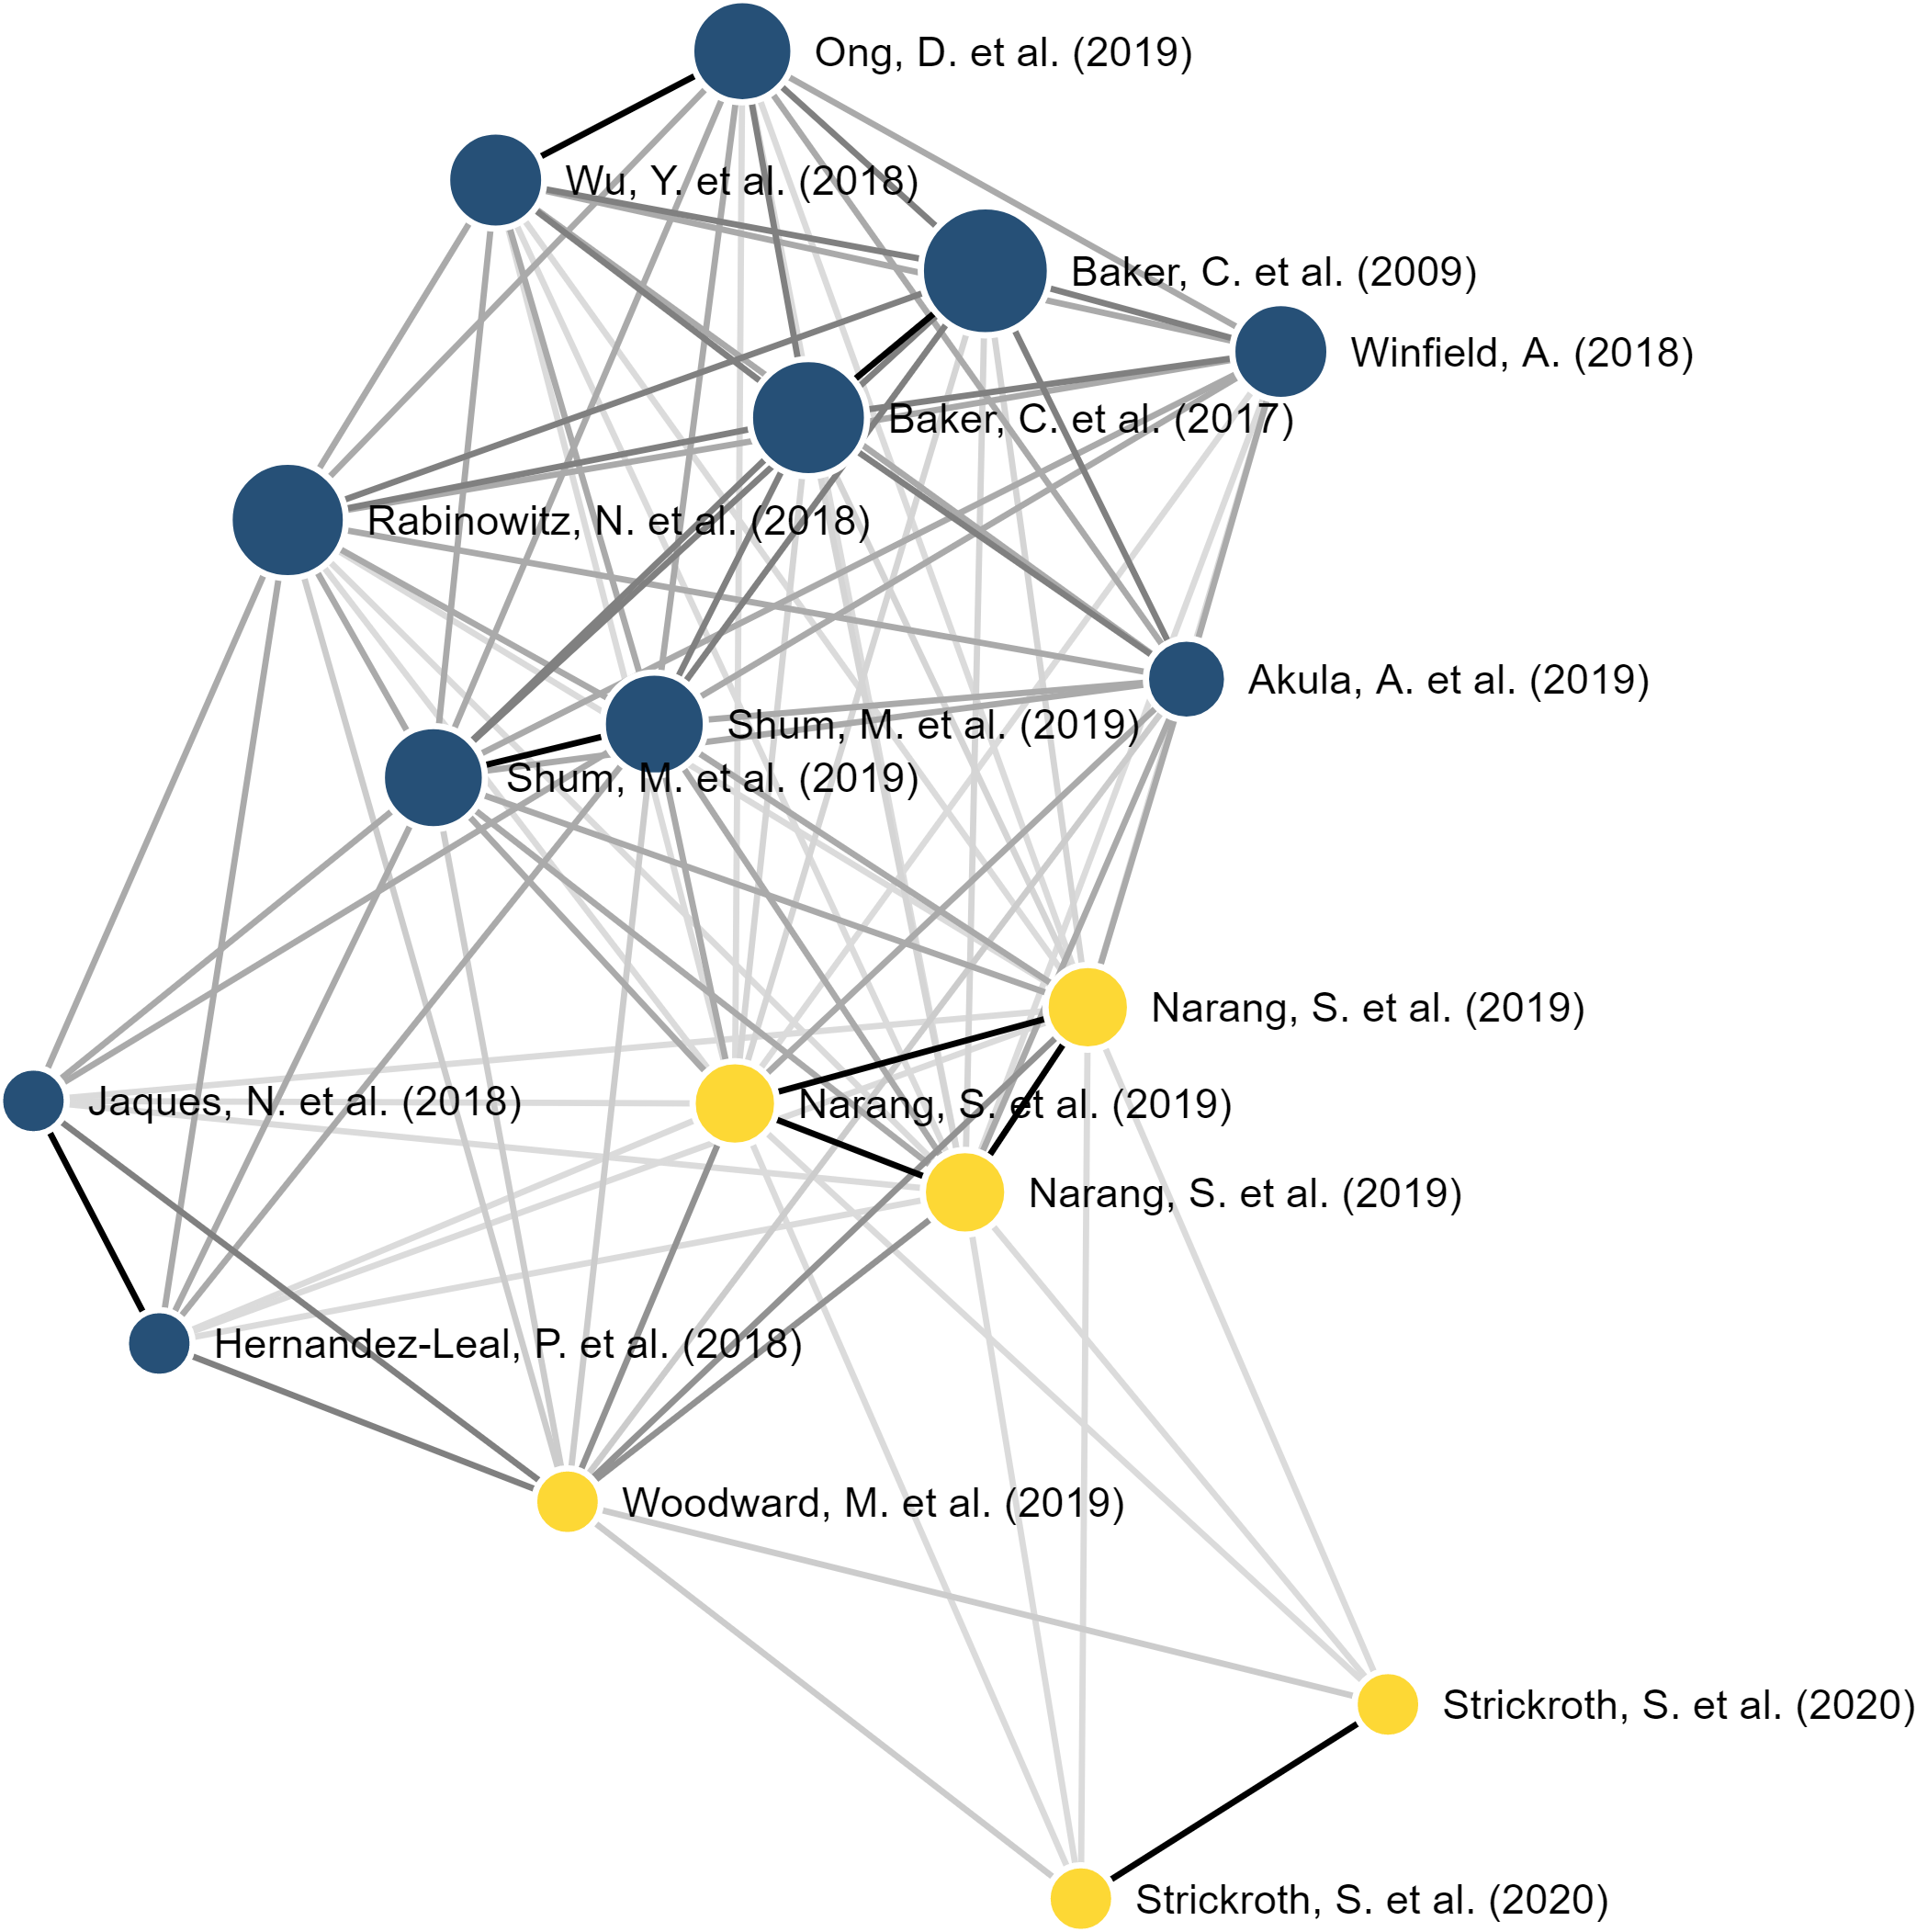 Ong, D. et al. (2019)
Wu, Y. et al. (2018)
Baker, C. et al. (2009)
Winfield, A. (2018)
Baker, C. et al. (2017)
Rabinowitz, N. et al. (2018)
Akula, A. et al. (2019)
Shum, M. et al. (2019)
Shum, M. et al. (2019)
Narang, S. et al. (2019)
Jaques, N. et al. (2018)
Narang, S. et al. (2019)
Narang, S. et al. (2019)
Hernandez-Leal, P. et al. (2018)
Woodward, M. et al. (2019)
Strickroth, S. et al. (2020)
Strickroth, S. et al. (2020)